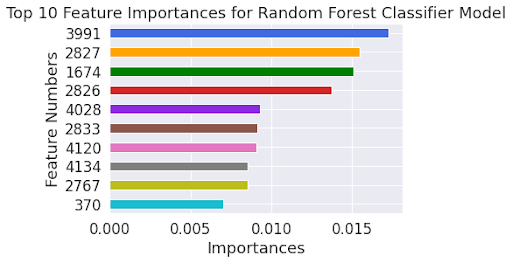 Top 10 Feature Importances for Random Forest Classifier Model
Feature Numbers
3991
2827
1674
2826
4028
2833
4120
4134
2767
370
0.000 0.005 0.010 0.015
Importances